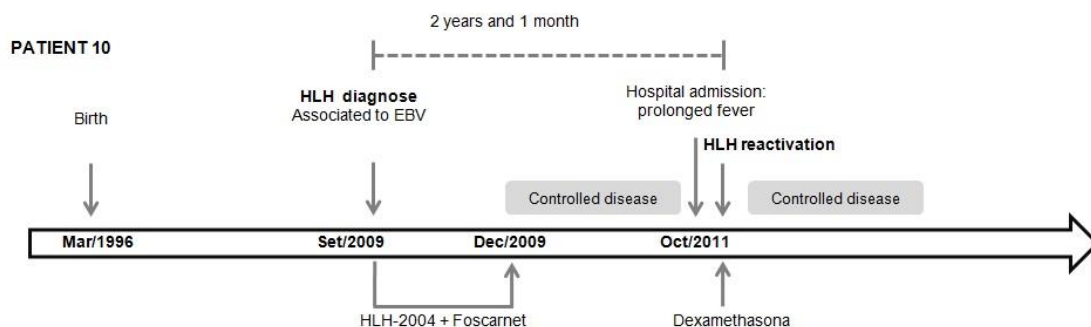 2 years and 1 month
PATIENT 10
HLH diagnose
Associated to EBV
Hospital admission:
prolonged fever
Birth
HLH reactivation
Controlled disease
Controlled disease
Mar/1996
Set/2009
Dec/2009
Oct/2011
HLH-2004 + Foscarnet
Dexamethasona